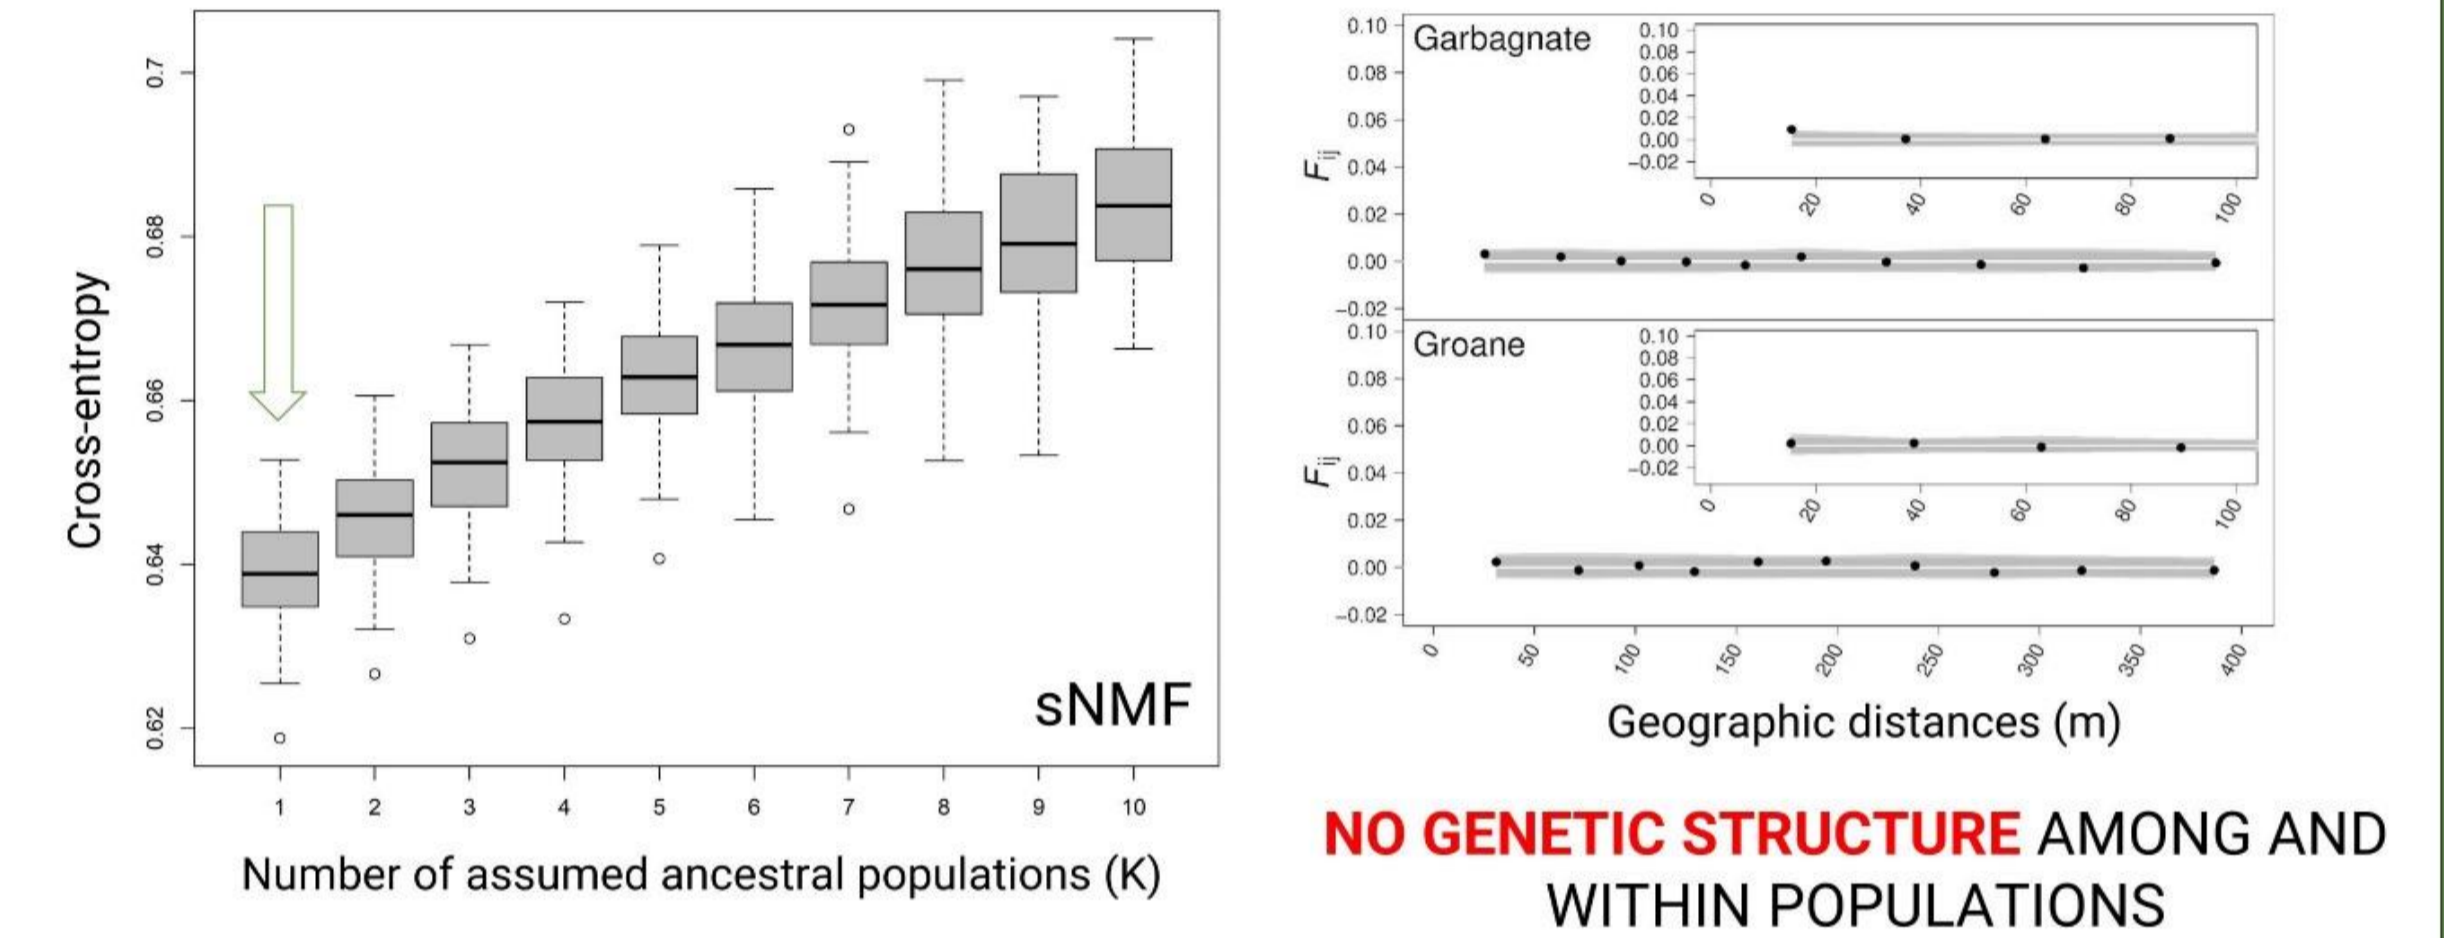 Cross-entropy
0.7
0.68
0.66
0.64
0.62
sNMF
1 2 3 4 5 6 7 8 9 10
Number of assumed ancestral populations (K)
Garbagnate
Fij
0.10
0.08
0.06
0.04
0.02
0.00
−0.02
0.10
0.08
0.06
0.04
0.02
0.00
−0.02
0 20 40 60 80 100
Groane
Fij
0.10
0.08
0.06
0.04
0.02
0.00
−0.02
0.10
0.08
0.06
0.04
0.02
0.00
−0.02
0 20 40 60 80 100
0 50 100 150 200 250 300 350 400
Geographic distances (m)
NO GENETIC STRUCTURE AMONG AND
WITHIN POPULATIONS